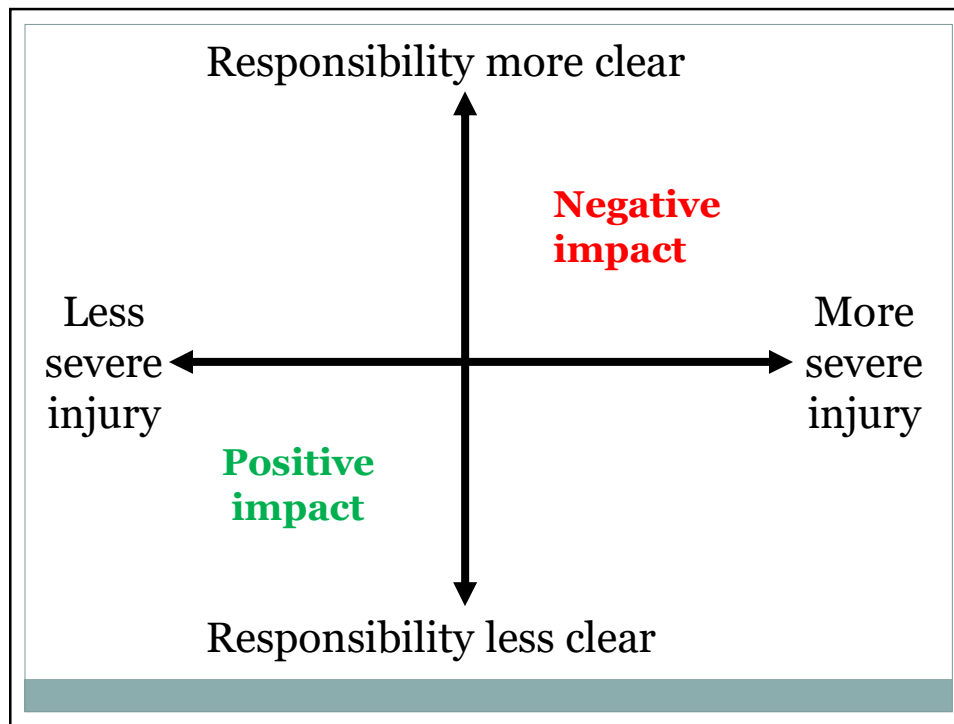 Responsibility more clear
Negative
impact
Less
severe
injury
More
severe
injury
Positive
impact
Responsibility less clear